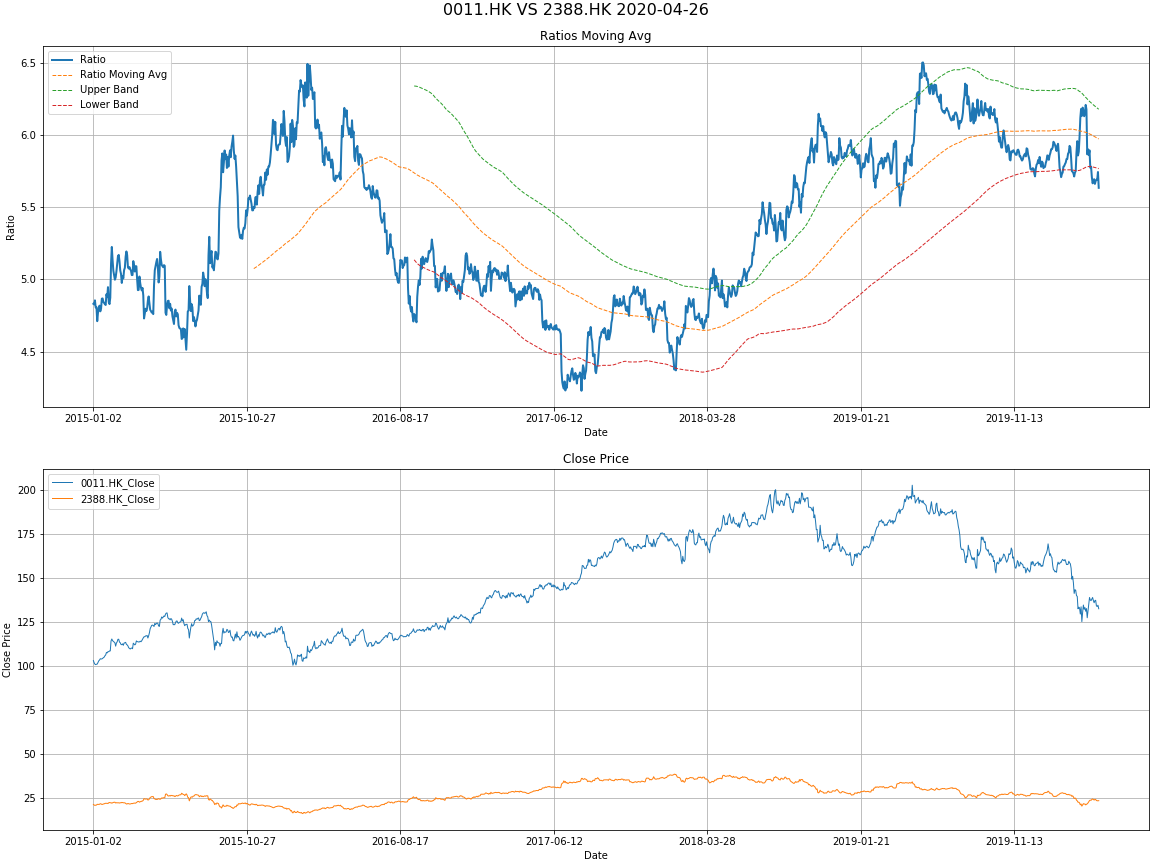 0011.HK VS 2388.HK 2020-04-26
Ratios Moving Avg
Ratio
Ratio Moving Avg
Upper Band
Lower Band
6.5
6.0
5.5
5.0
4.5
Ratio
2015-01-02 2015-10-27 2016-08-17 2017-06-12 2018-03-28 2019-01-21 2019-11-13
Date
Close Price
0011.HK_Close
2388.HK_Close
200
175
150
125
100
75
50
25
Close Price
2015-01-02 2015-10-27 2016-08-17 2017-06-12 2018-03-28 2019-01-21 2019-11-13
Date